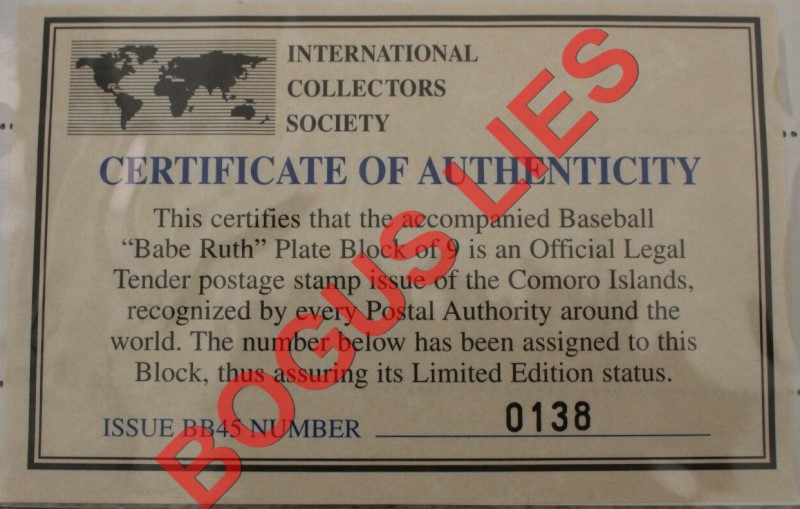 INTERNATIONAL
COLLECTORS
SOCIETY
CERTIFICATE OF AUTHENTICITY
This certifies that the accompanied Baseball
“Babe Ruth” Plate Block of 9 is an Official Legal
Tender postage stamp issue of the Comoro Islands,
recognized by every Postal Authority around the
world. The number below has been assigned to this
Block, thus assuring its Limited Edition status.
ISSUE BB45 NUMBER 0138
BOGUS LIES